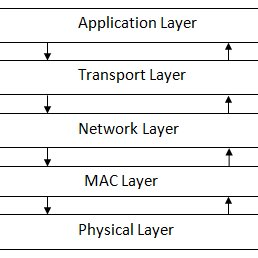 Application Layer
Transport Layer
Network Layer
MAC Layer
Physical Layer